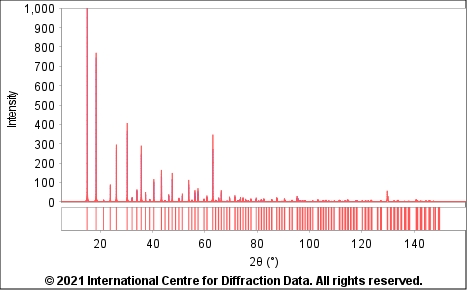 1,000
900
800
700
600
500
400
300
200
100
0
Intensity
20 40 60 80 100 120 140
2θ (°)
© 2021 International Centre for Diffraction Data. All rights reserved.